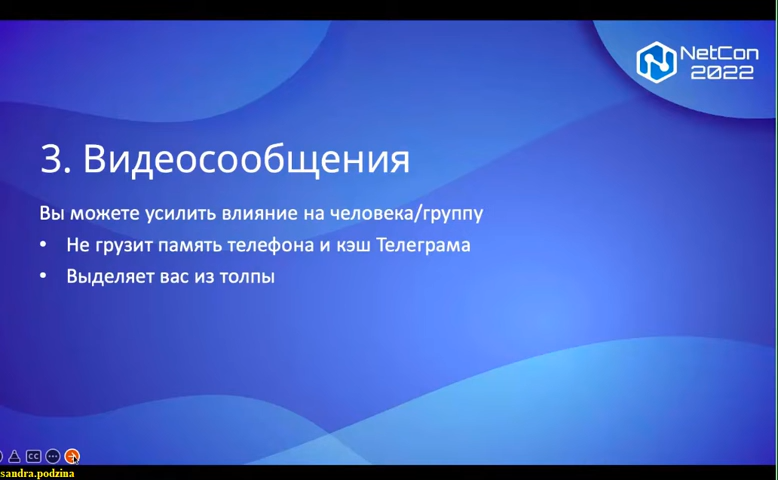 NetCon
2022
3. Видеосообщения
Вы можете усилить влияние на человека/группу
• Не грузит память телефона и кэш Телеграма
• Выделяет вас из толпы
CC
sandra.podzina